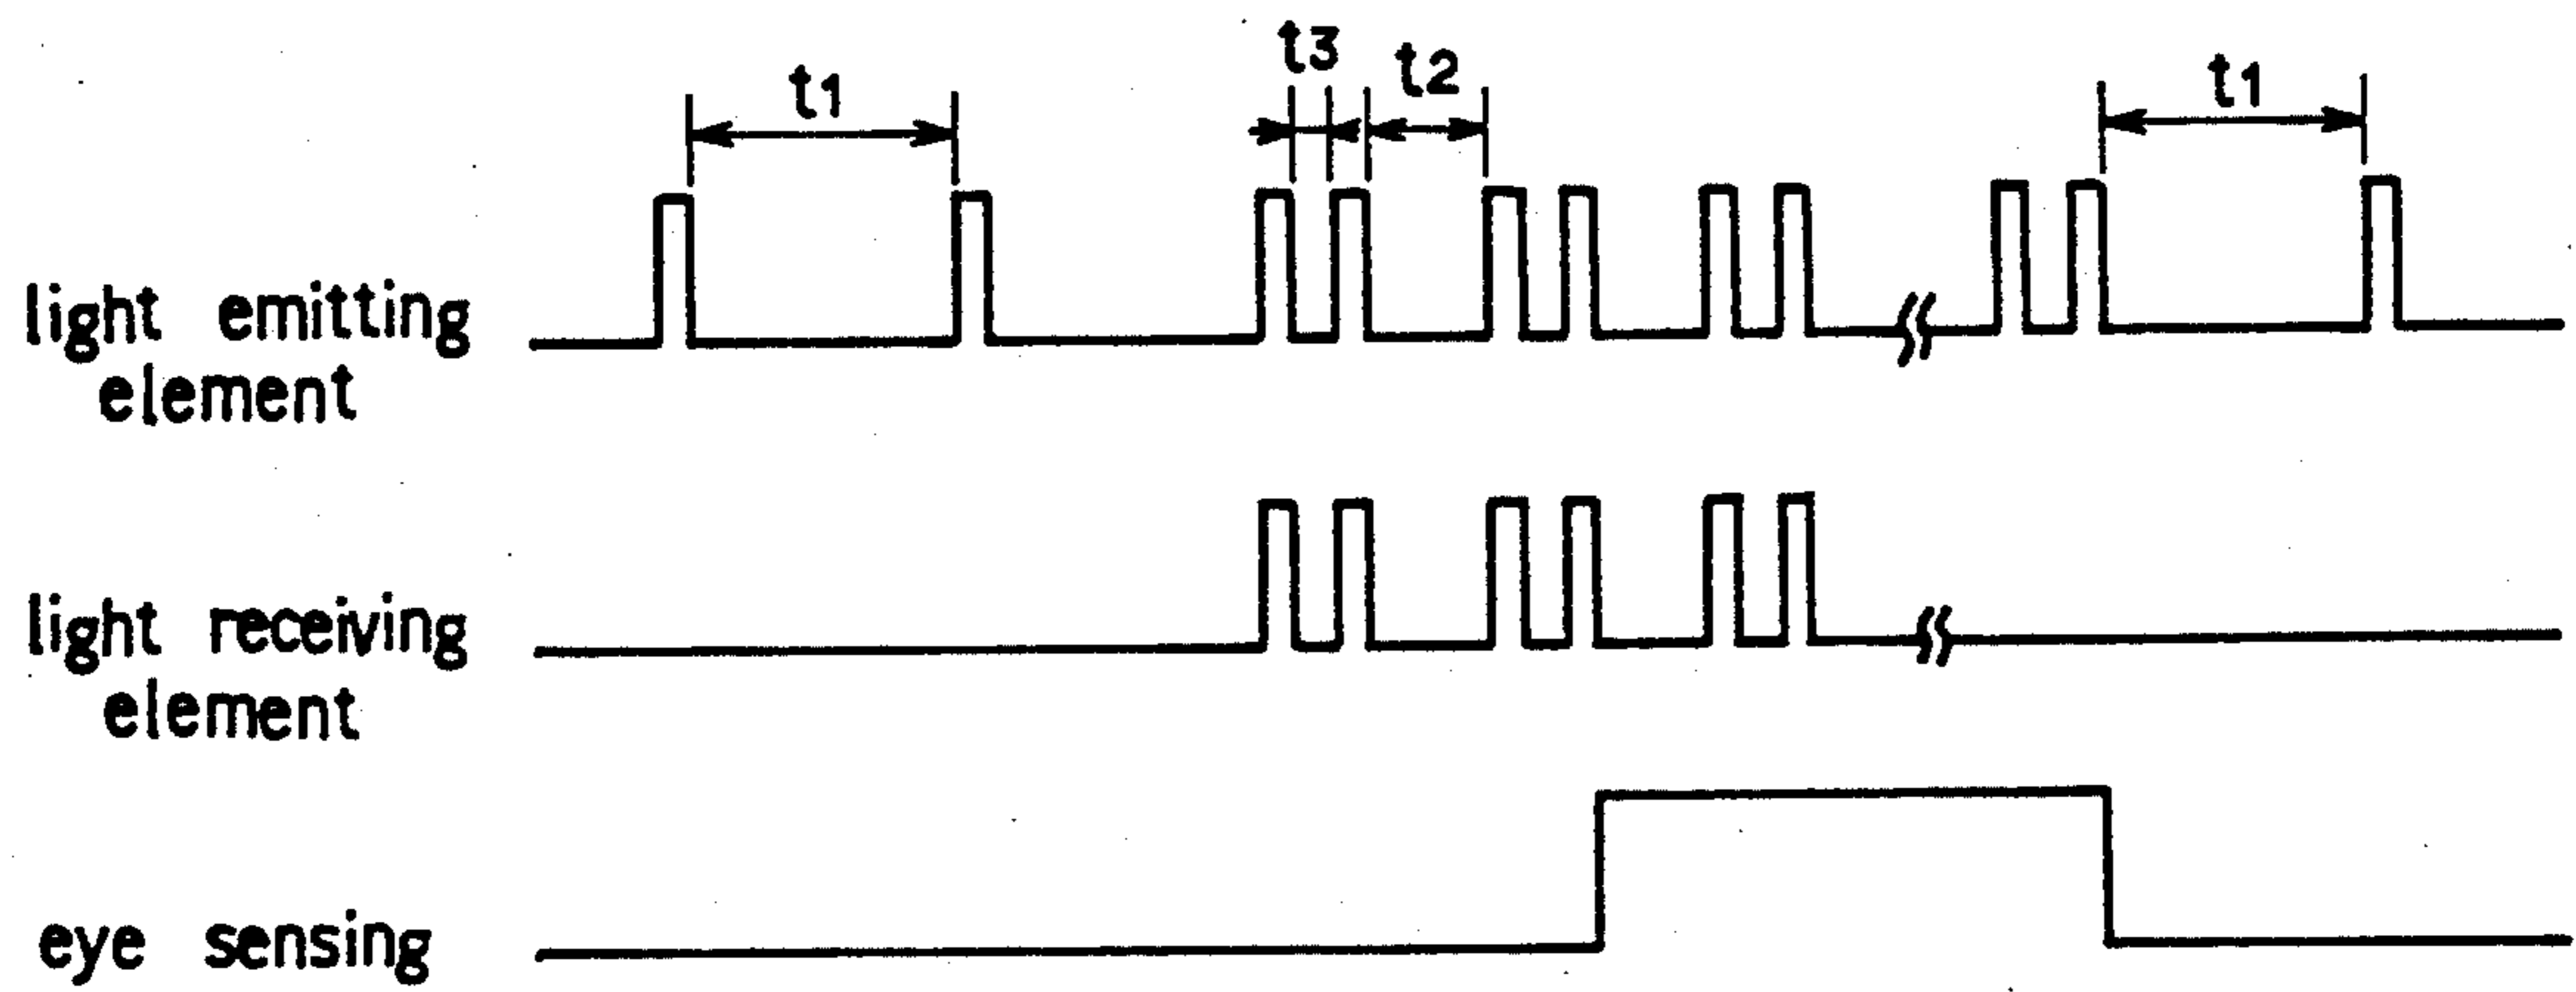 t1
t3
t2
t1
light emitting
element
light receiving
element
eye sensing